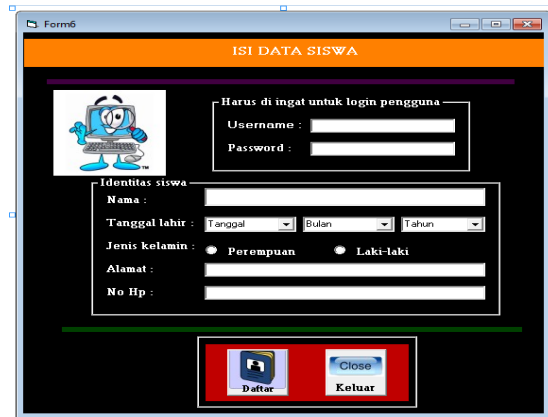 Form6
ISI DATA SISWA
Harus di ingat untuk login pengguna
Username :
Password :
Identitas siswa
Nama :
Tanggal lahir : Tanggal Bulan Tahun
Jenis kelamin : Perempuan Laki-laki
Alamat :
No Hp :
Close
Daftar Keluar